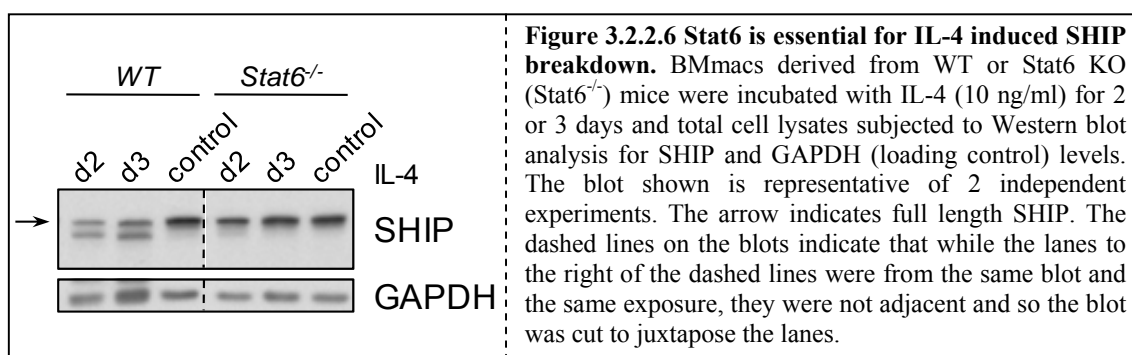 WT Stat6-/-
d2 d3 control d2 d3 control IL-4
SHIP
GAPDH
Figure 3.2.2.6 Stat6 is essential for IL-4 induced SHIP
breakdown. BMmacs derived from WT or Stat6 KO
(Stat6-/-) mice were incubated with IL-4 (10 ng/ml) for 2
or 3 days and total cell lysates subjected to Western blot
analysis for SHIP and GAPDH (loading control) levels.
The blot shown is representative of 2 independent
experiments. The arrow indicates full length SHIP. The
dashed lines on the blots indicate that while the lanes to
the right of the dashed lines were from the same blot and
the same exposure, they were not adjacent and so the blot
was cut to juxtapose the lanes.